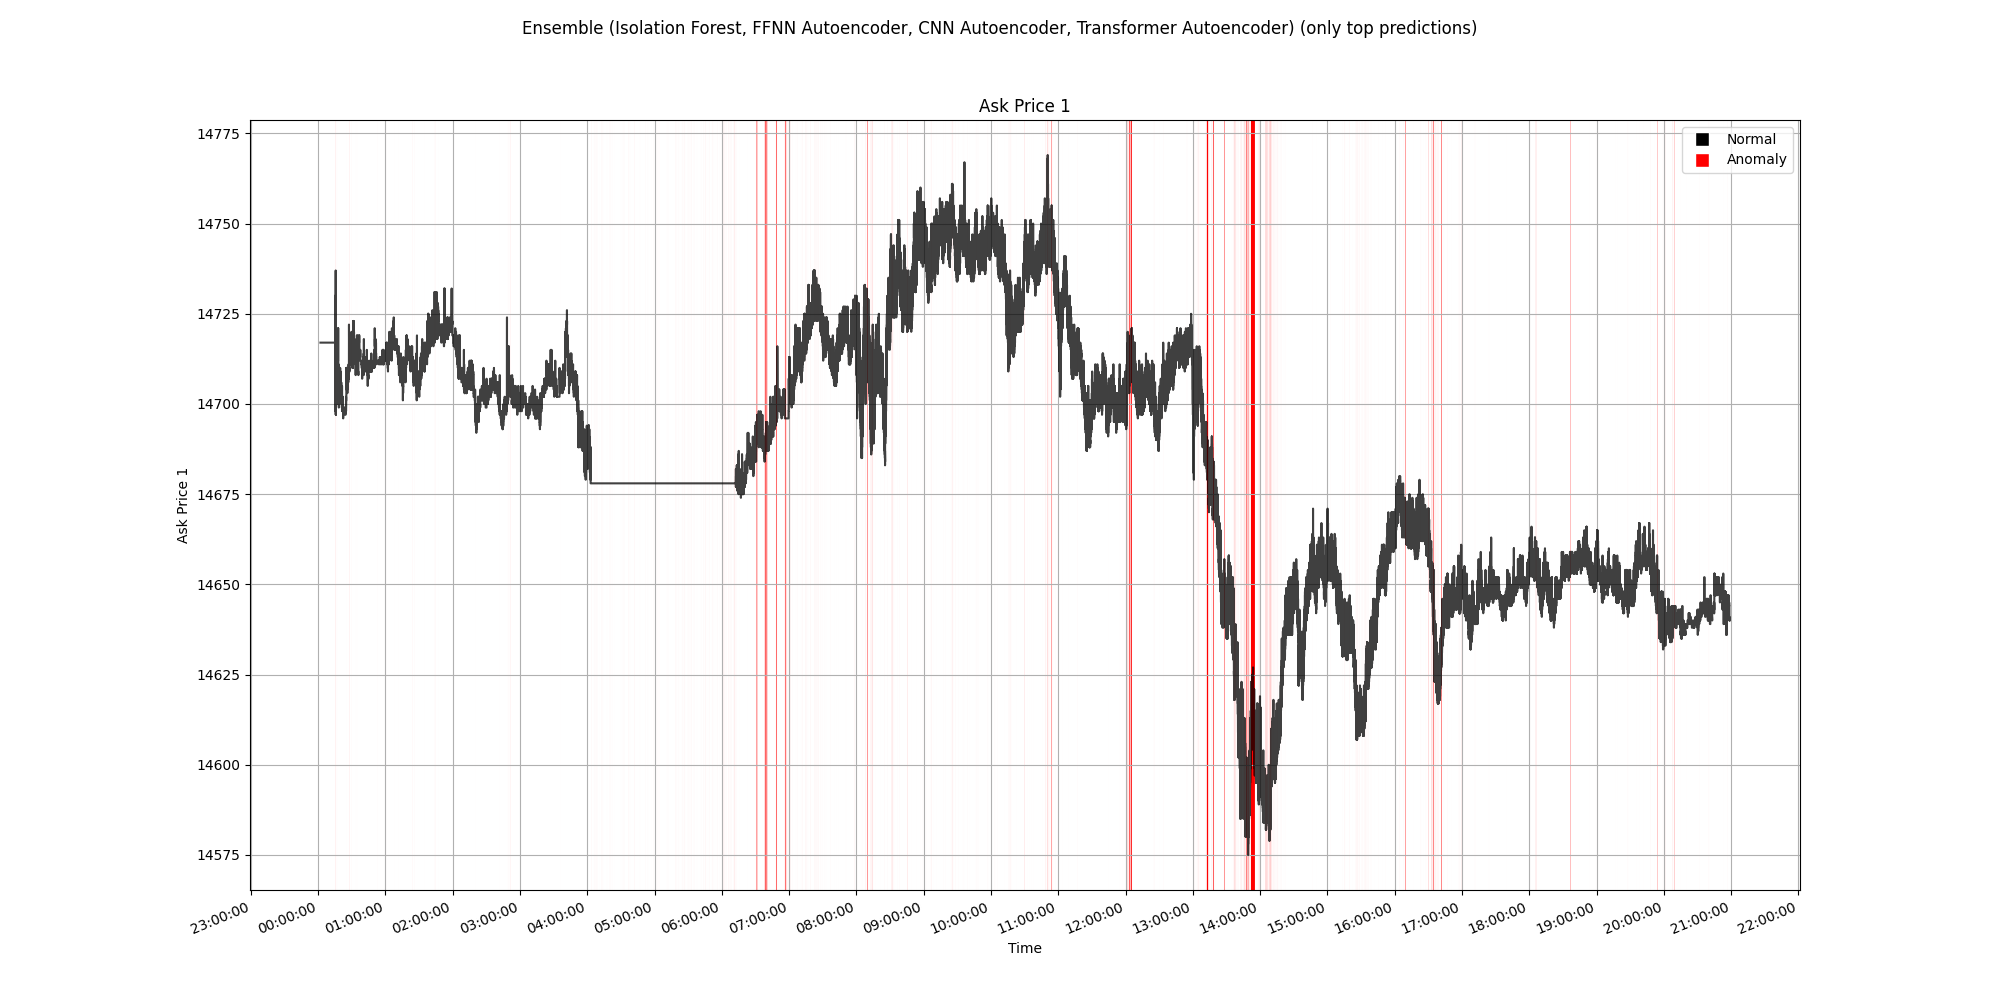 Ensemble (Isolation Forest, FFNN Autoencoder, CNN Autoencoder, Transformer Autoencoder) (only top predictions)
Ask Price 1
Normal
Anomaly
14775
14750
14725
14700
14675
14650
14625
14600
14575
Ask Price 1
23:00:00 00:00:00 01:00:00 02:00:00 03:00:00 04:00:00 05:00:00 06:00:00 07:00:00 08:00:00 09:00:00 10:00:00 11:00:00 12:00:00 13:00:00 14:00:00 15:00:00 16:00:00 17:00:00 18:00:00 19:00:00 20:00:00 21:00:00 22:00:00
Time